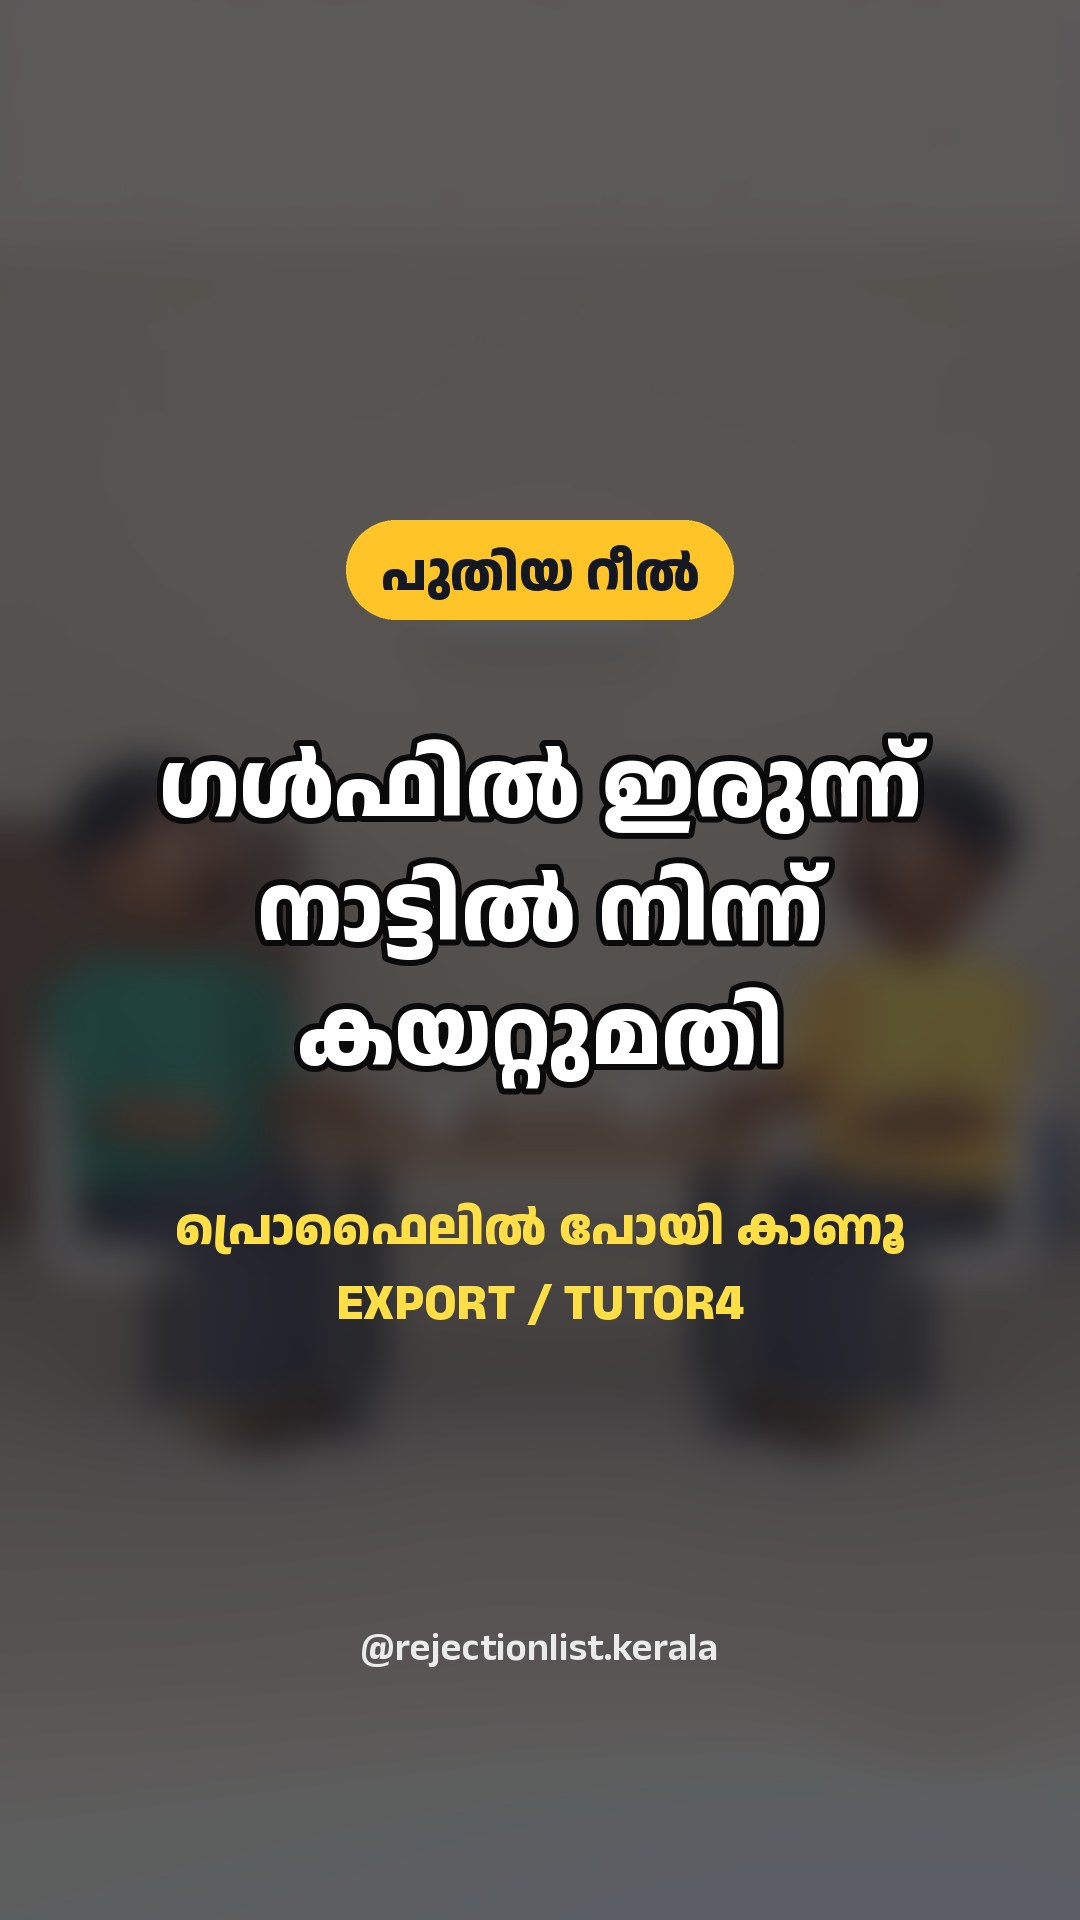 പുതിയ റീൽ
ഗൾഫിൽ ഇരുന്ന്
നാട്ടിൽ നിന്ന്
കയറ്റുമതി
പ്രൊഫൈലിൽ പോയി കാണൂ
EXPORT / TUTOR4
@rejectionlist.kerala